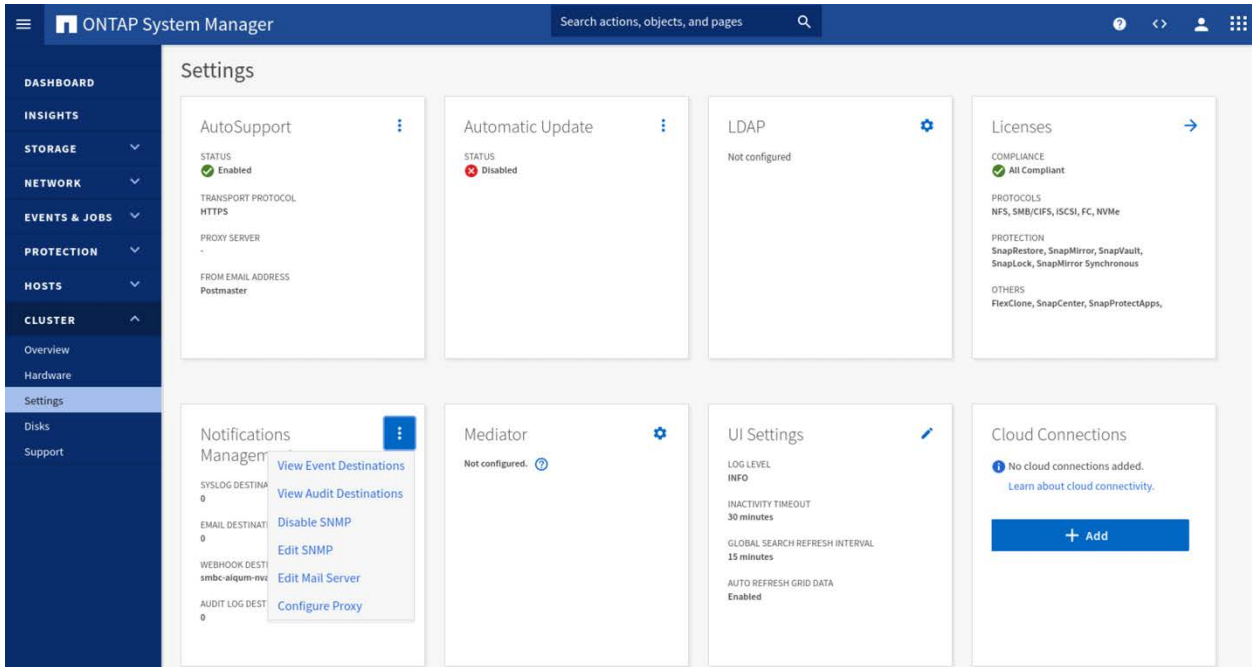 ONTAP System Manager
Search actions, objects, and pages
DASHBOARD
INSIGHTS
STORAGE
NETWORK
EVENTS & JOBS
PROTECTION
HOSTS
CLUSTER
Overview
Hardware
Settings
Disks
Support
Settings
AutoSupport
STATUS
Enabled
TRANSPORT PROTOCOL
HTTPS
PROXY SERVER
-
FROM EMAIL ADDRESS
Postmaster
Automatic Update
STATUS
Disabled
LDAP
Not configured
Licenses
COMPLIANCE
All Compliant
PROTOCOLS
NFS, SMB/CIFS, iSCSI, FC, NVMe
PROTECTION
SnapRestore, SnapMirror, SnapVault,
SnapLock, SnapMirror Synchronous
OTHERS
FlexClone, SnapCenter, SnapProtectApps,
Notifications
Managem
SYSLOG DESTINA
0
EMAIL DESTINAT
0
WEBHOOK DESTI
smbc-aiqum-nva
AUDIT LOG DEST
0
View Event Destinations
View Audit Destinations
Disable SNMP
Edit SNMP
Edit Mail Server
Configure Proxy
Mediator
Not configured.
UI Settings
LOG LEVEL
INFO
INACTIVITY TIMEOUT
30 minutes
GLOBAL SEARCH REFRESH INTERVAL
15 minutes
AUTO REFRESH GRID DATA
Enabled
Cloud Connections
No cloud connections added.
Learn about cloud connectivity.
+ Add